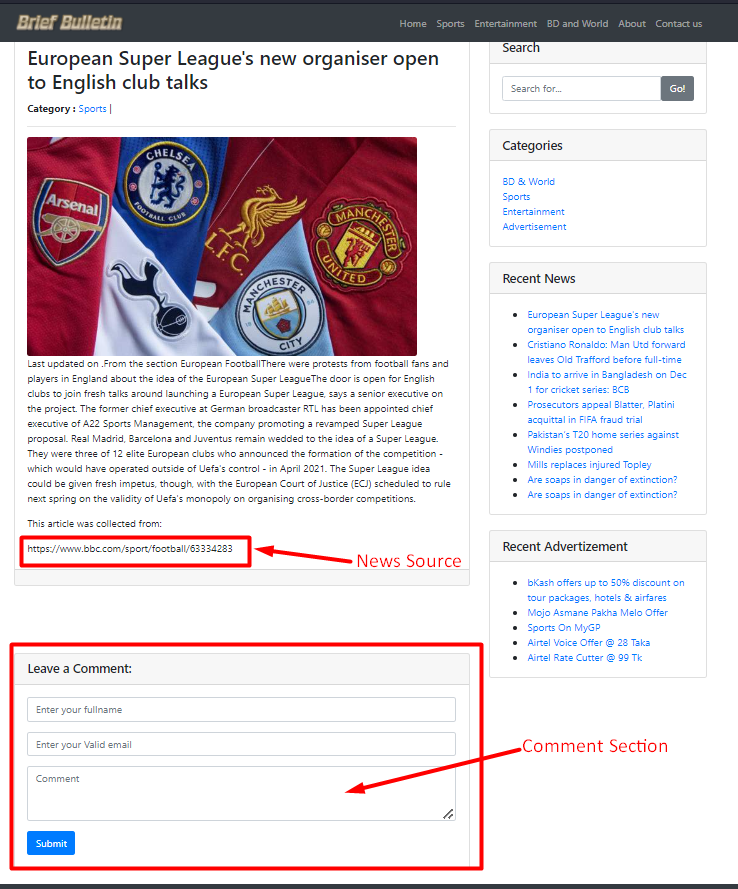 Brief Bulletin
Home Sports Entertainment BD and World About Contact us
European Super League's new organiser open
to English club talks
Category : Sports |
Arsenal
CHELSEA
FOOTBALL CLUB
L.F.C.
MANCHESTER
UNITED
MANCHESTER
CITY
Last updated on .From the section European FootballThere were protests from football fans and
players in England about the idea of the European Super LeagueThe door is open for English
clubs to join fresh talks around launching a European Super League, says a senior executive on
the project. The former chief executive at German broadcaster RTL has been appointed chief
executive of A22 Sports Management, the company promoting a revamped Super League
proposal. Real Madrid, Barcelona and Juventus remain wedded to the idea of a Super League.
They were three of 12 elite European clubs who announced the formation of the competition -
which would have operated outside of Uefa's control - in April 2021. The Super League idea
could be given fresh impetus, though, with the European Court of Justice (ECJ) scheduled to rule
next spring on the validity of Uefa's monopoly on organising cross-border competitions.
This article was collected from:
https://www.bbc.com/sport/football/63334283
News Source
Leave a Comment:
Enter your fullname
Enter your Valid email
Comment
Submit
Comment Section
Search
Search for...
Go!
Categories
BD & World
Sports
Entertainment
Advertisement
Recent News
European Super League's new
organiser open to English club talks
Cristiano Ronaldo: Man Utd forward
leaves Old Trafford before full-time
India to arrive in Bangladesh on Dec
1 for cricket series: BCB
Prosecutors appeal Blatter, Platini
acquittal in FIFA fraud trial
Pakistan's T20 home series against
Windies postponed
Mills replaces injured Topley
Are soaps in danger of extinction?
Are soaps in danger of extinction?
Recent Advertizement
bKash offers up to 50% discount on
tour packages, hotels & airfares
Mojo Asmane Pakha Melo Offer
Sports On MyGP
Airtel Voice Offer @ 28 Taka
Airtel Rate Cutter @ 99 Tk